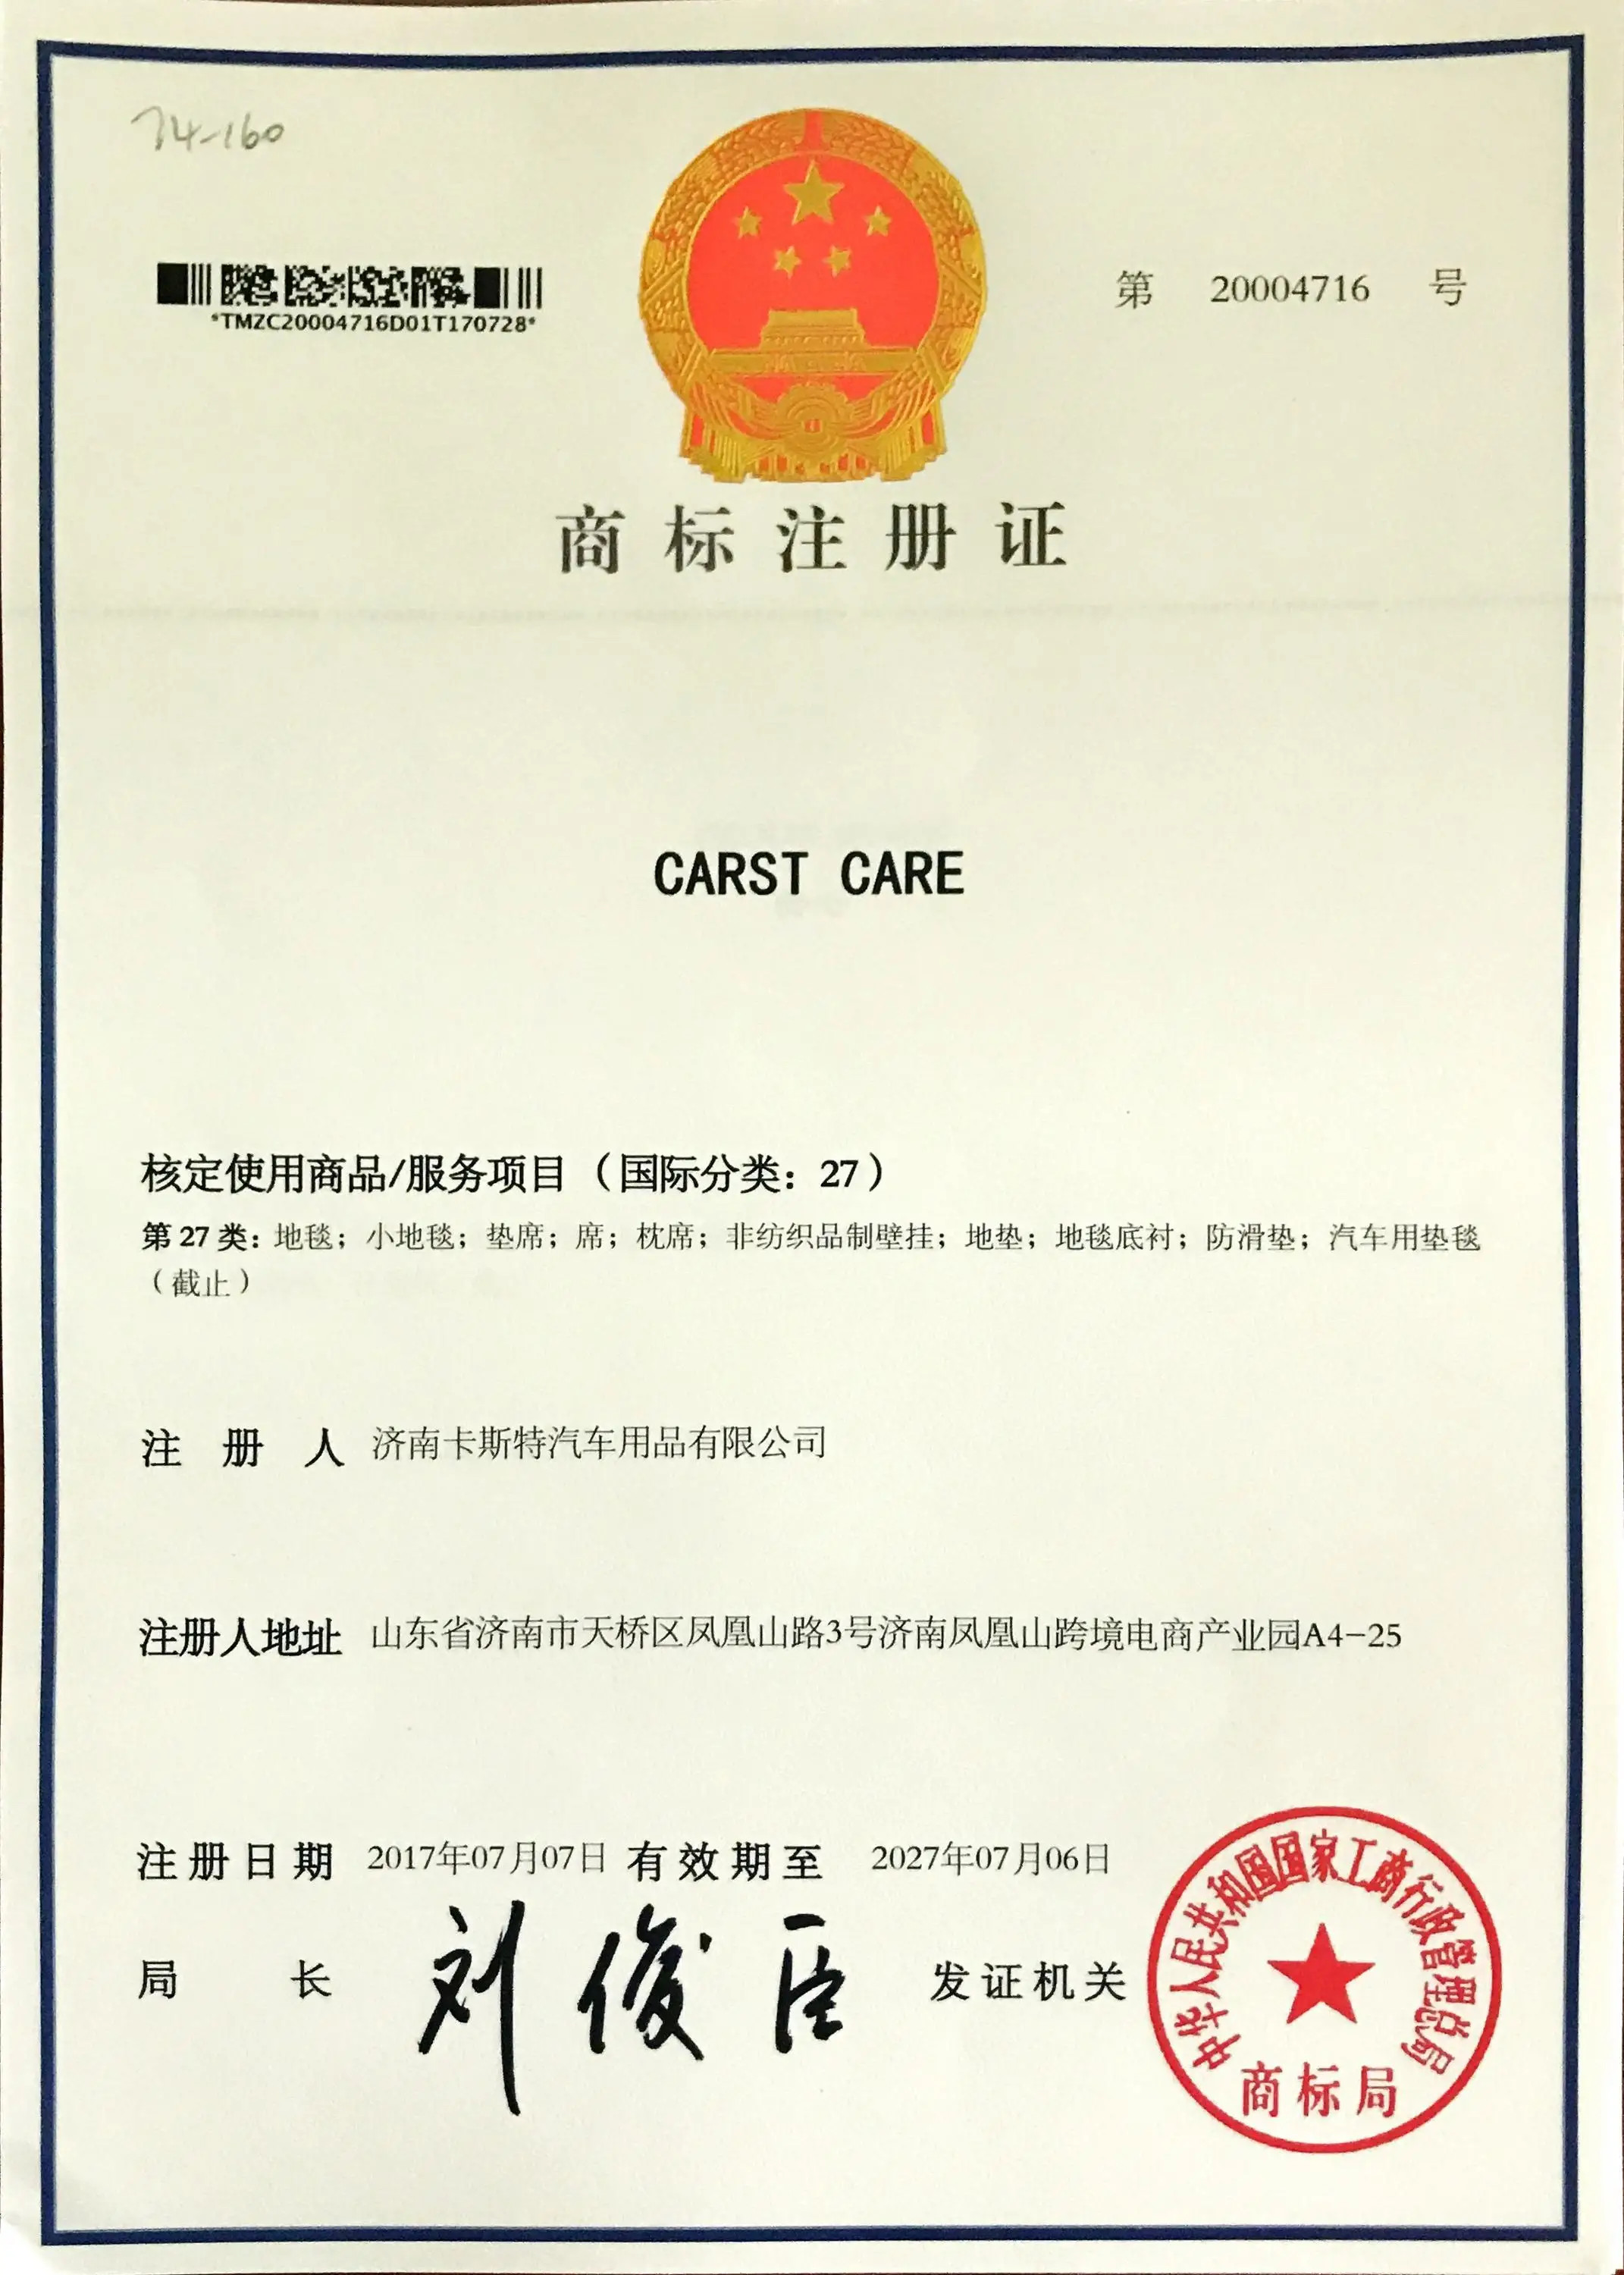 74-160
*TMZC20004716D01T170728*
第 20004716 号
商标注册证
CARST CARE
核定使用商品/服务项目（国际分类：27）
第27类：地毯；小地毯；垫席；席；枕席；非纺织品制壁挂；地垫；地毯底衬；防滑垫；汽车用垫毯
（截止）
注册人 济南卡斯特汽车用品有限公司
注册人地址 山东省济南市天桥区凤凰山路3号济南凤凰山跨境电商产业园A4-25
注册日期 2017年07月07日 有效期至 2027年07月06日
局长 刘俊臣 发证机关
中华人民共和国国家工商行政管理总局
商标局